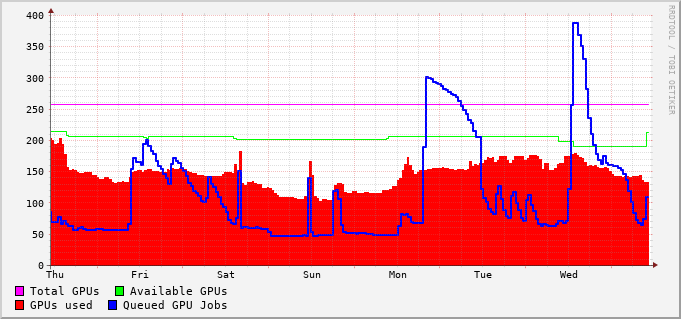 400
350
300
250
200
150
100
50
0
Thu Fri Sat Sun Mon Tue Wed
Total GPUs Available GPUs
GPUs used Queued GPU Jobs
RRDTOOL / TOBI OETIKER